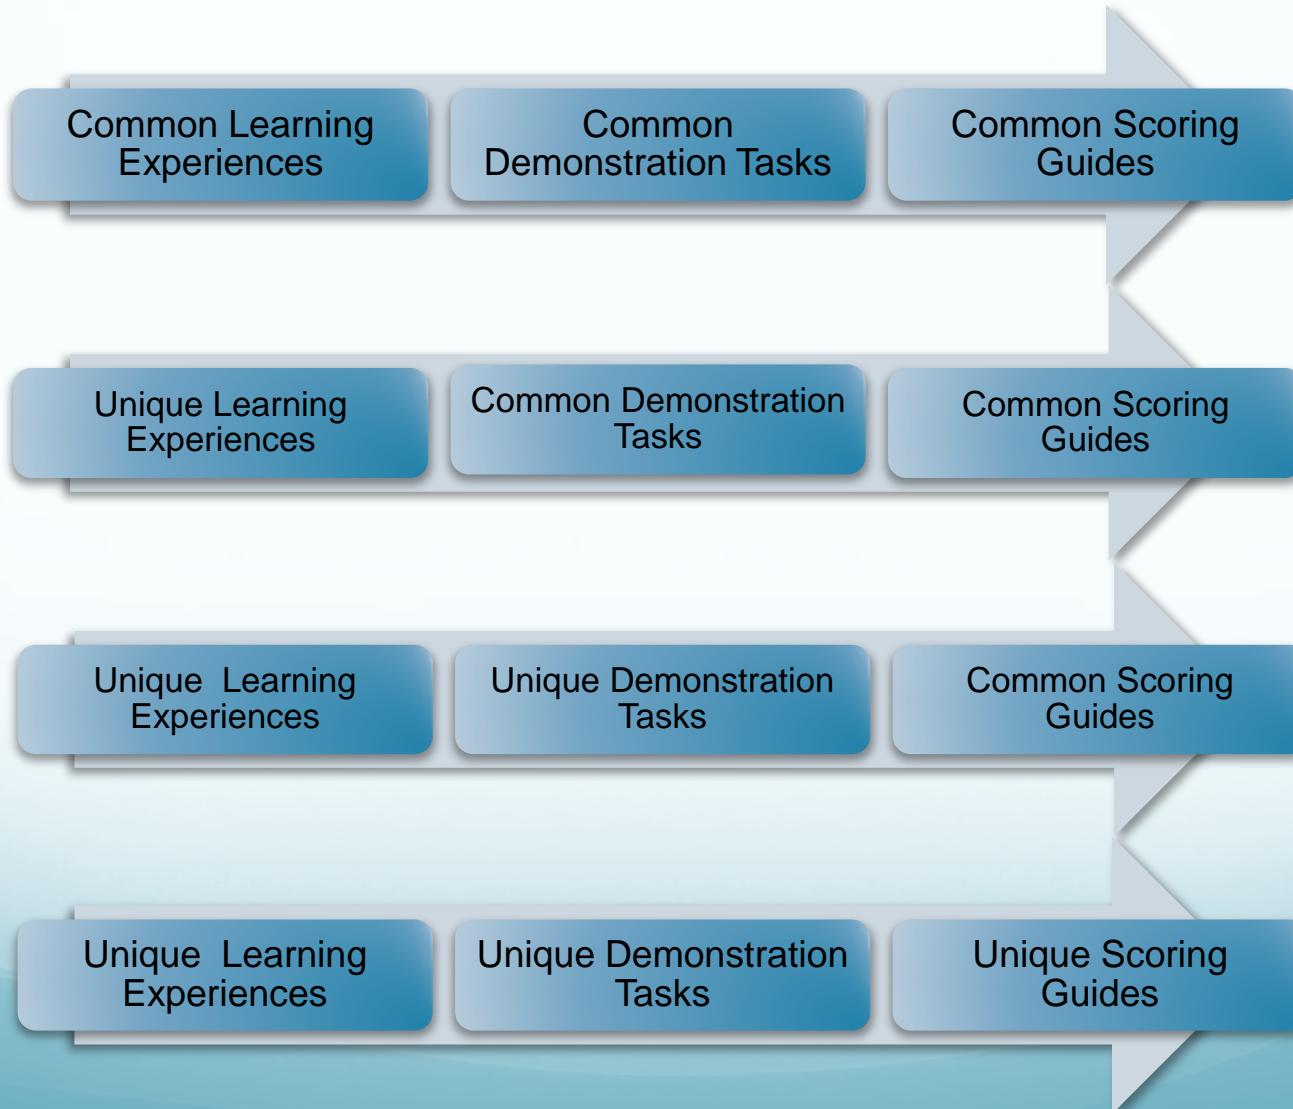 Common Learning
Experiences
Common
Demonstration Tasks
Common Scoring
Guides
Unique Learning
Experiences
Common Demonstration
Tasks
Common Scoring
Guides
Unique  Learning
Experiences
Unique Demonstration
Tasks
Common Scoring
Guides
Unique  Learning
Experiences
Unique Demonstration
Tasks
Unique Scoring
Guides